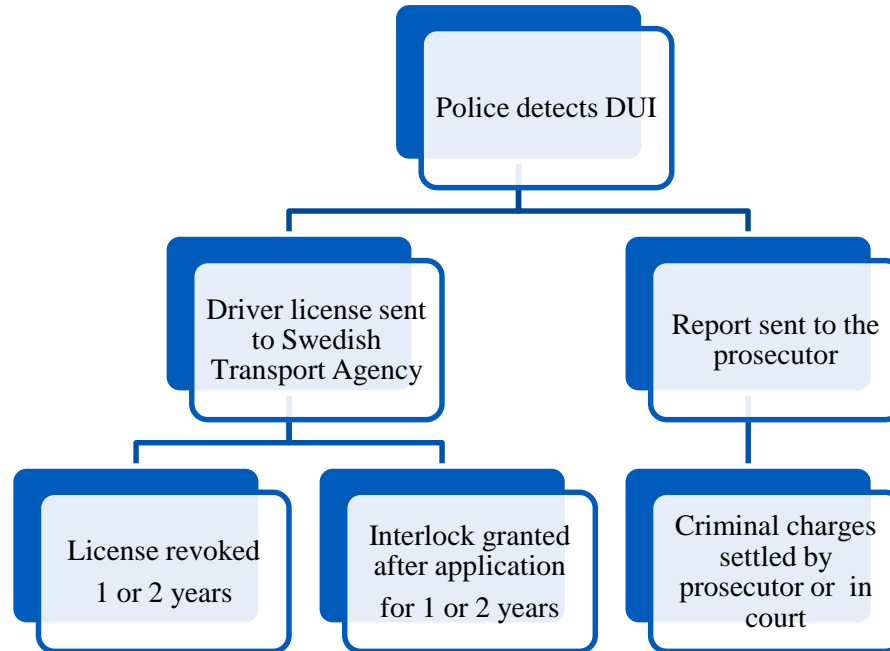 Police detects DUI
Driver license sent
to Swedish
Transport Agency
Report sent to the
prosecutor
License revoked
1 or 2 years
Interlock granted
after application
for 1 or 2 years
Criminal charges
settled by
prosecutor or in
court